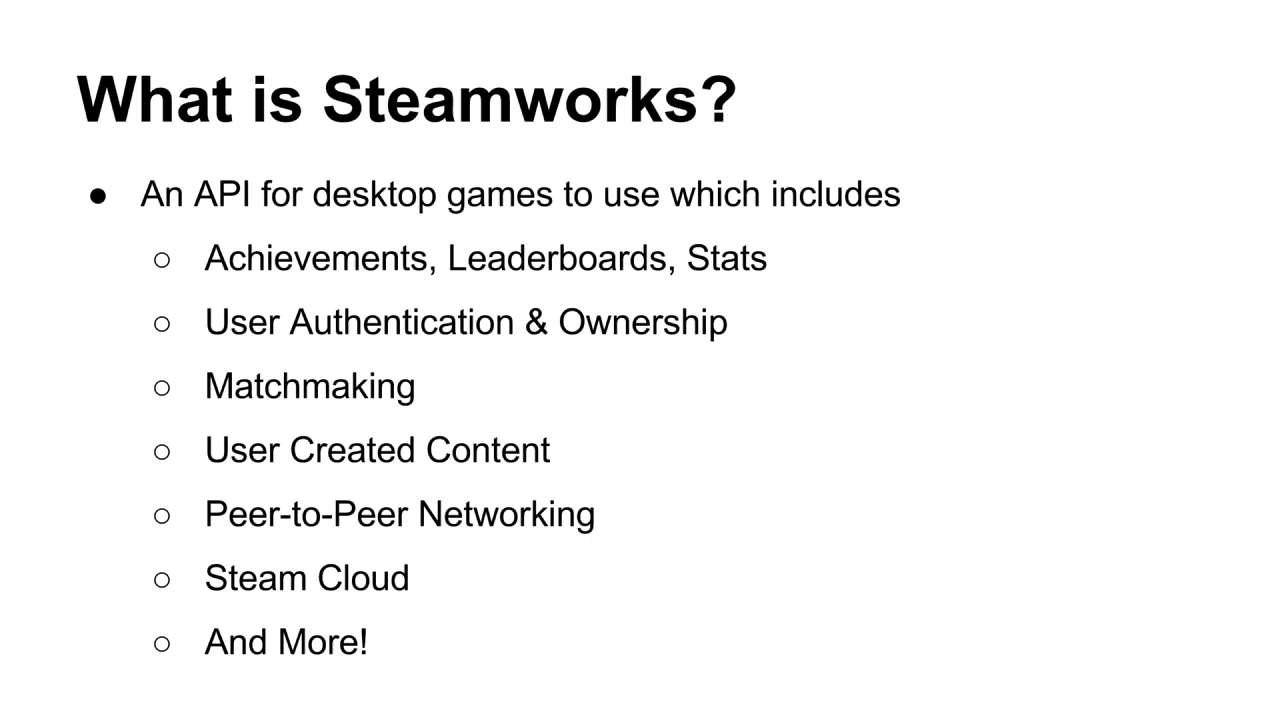 What is Steamworks?
● An API for desktop games to use which includes
○ Achievements, Leaderboards, Stats
○ User Authentication & Ownership
○ Matchmaking
○ User Created Content
○ Peer-to-Peer Networking
○ Steam Cloud
○ And More!